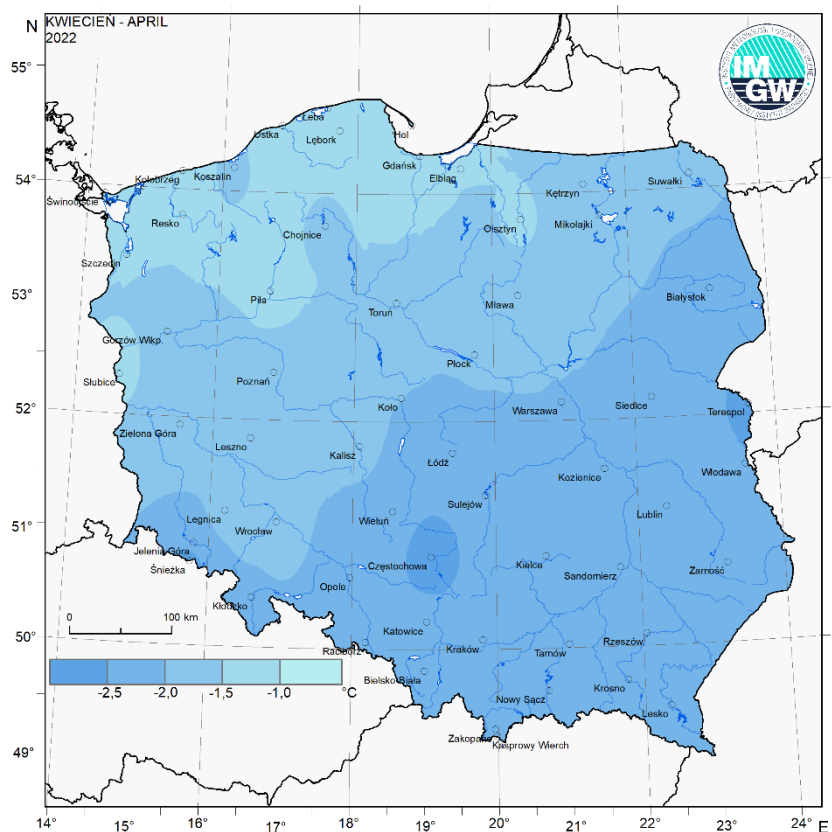 KWIECIEŃ - APRIL
2022
N
IMGW
55°
Łeba
Ustka
Hel
Lębork
Gdańsk
Koszalin
Kołobrzeg
Elbląg
54°
Kętrzyn
Suwałki
Świnoujście
Resko
Chojnice
Olsztyn
Mikołajki
Szczecin
53°
Piła
Toruń
Mława
Białystok
Gorzów Wlkp.
Płock
Słubice
Poznań
52°
Koło
Warszawa
Siedlce
Terespol
Zielona Góra
Leszno
Kalisz
Łódź
Kozienice
Włodawa
Sulejów
51°
Legnica
Wrocław
Wieluń
Lublin
Jelenia Góra
Śnieżka
Częstochowa
Kielce
Sandomierz
Zamość
Opole
Kłodzko
0 100 km
50°
Katowice
Racibórz
Kraków
Tarnów
Rzeszów
Bielsko-Biała
Nowy Sącz
Krosno
-2,5 -2,0 -1,5 -1,0 °C
Lesko
49°
Zakopane
Kasprowy Wierch
14° 15° 16° 17° 18° 19° 20° 21° 22° 23° E